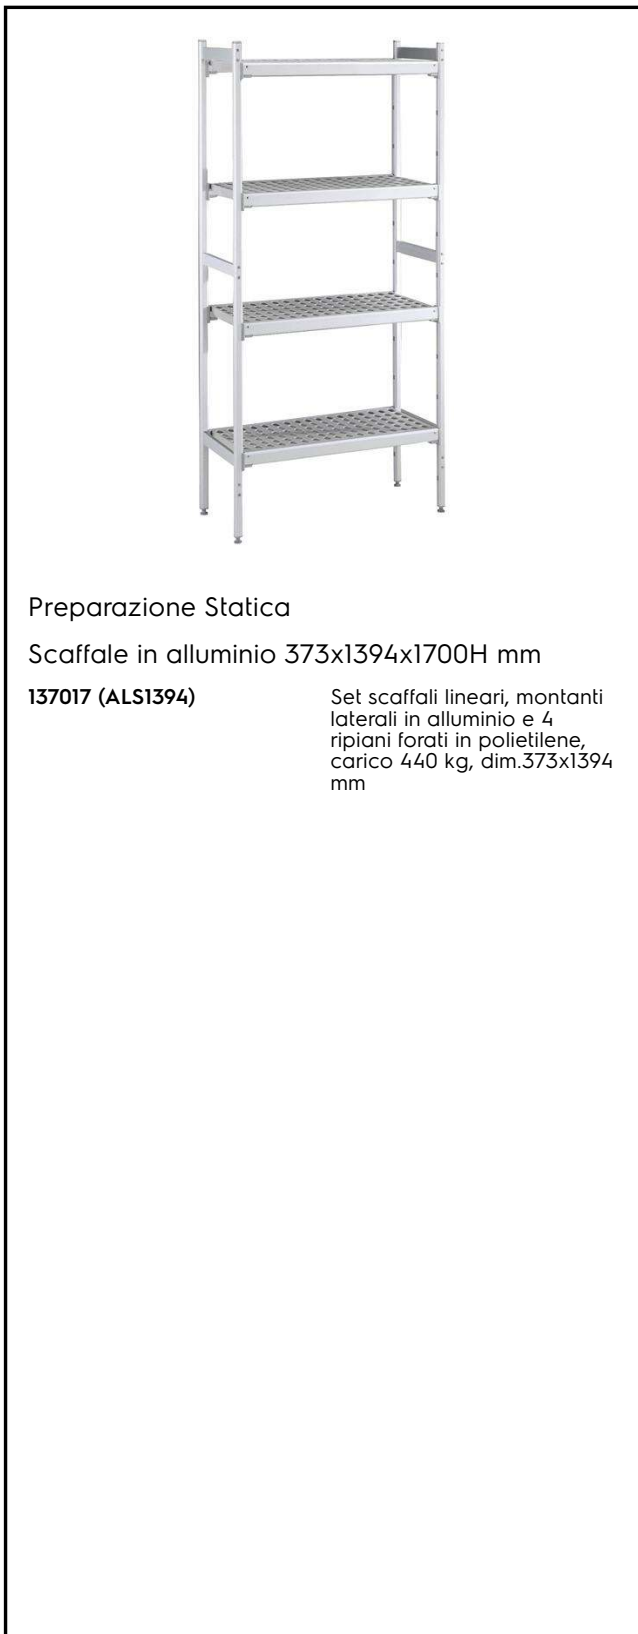 Preparazione Statica
Scaffale in alluminio 373x1394x1700H mm
137017 (ALS1394)
Set scaffali lineari, montanti
laterali in alluminio e 4
ripiani forati in polietilene,
carico 440 kg, dim.373x1394
mm